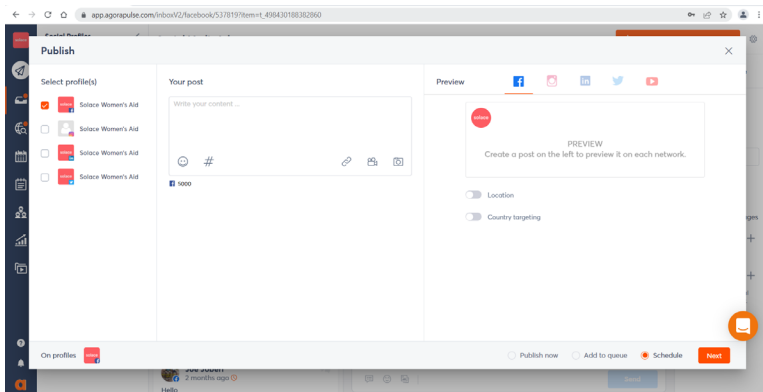 app.agorapulse.com/inboxV2/facebook/537819?item=t_498430188382860
Publish
Select profile(s)
Solace Women's Aid
Solace Women's Aid
Solace Women's Aid
Solace Women's Aid
Your post
Write your content ...
5000
Preview
solace
PREVIEW
Create a post on the left to preview it on each network.
Location
Country targeting
On profiles
Publish now
Add to queue
Schedule
Next
2 months ago
Send
Hello